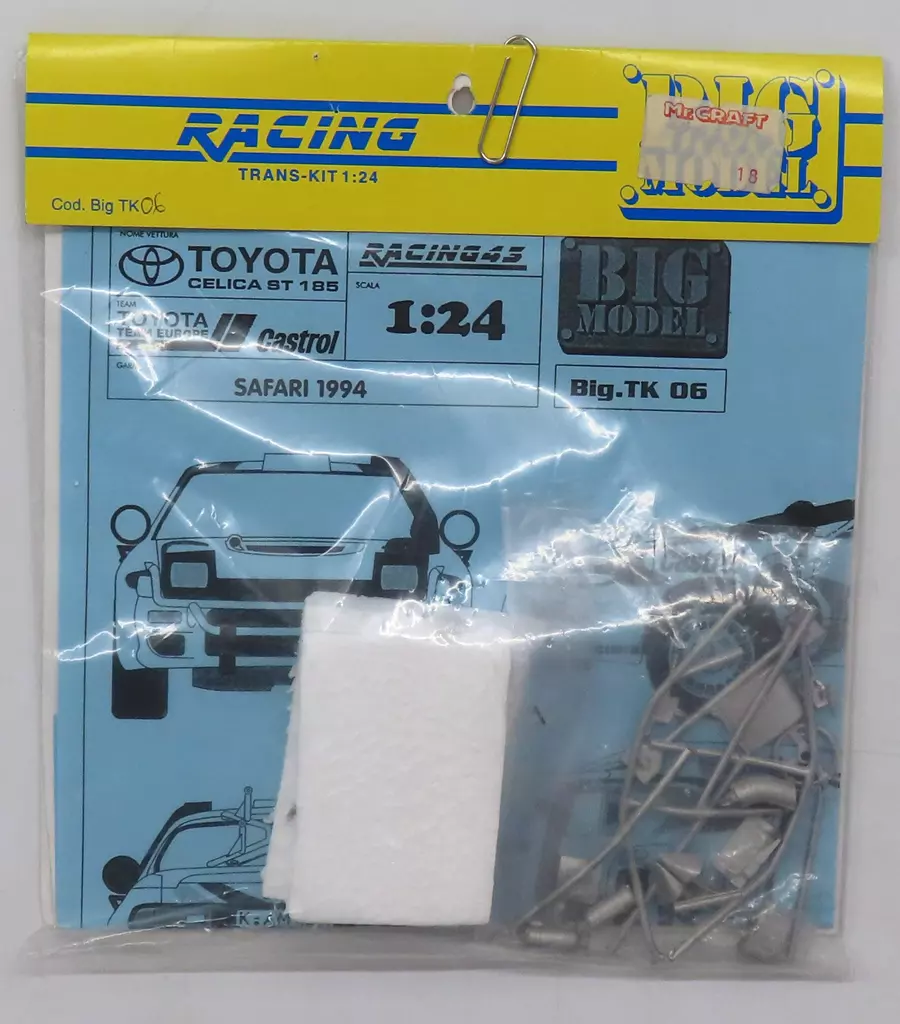 RACING
TRANS-KIT 1:24
Cod. Big TK06
BIG
MODEL
Mr.CRAFT
18
NOME VETTURA
TOYOTA
CELICA ST 185
RACING43
SCALA
1:24
BIG
MODEL
TEAM
TOYOTA
TEAM EUROPE
Castrol
SAFARI 1994
Big.TK 06